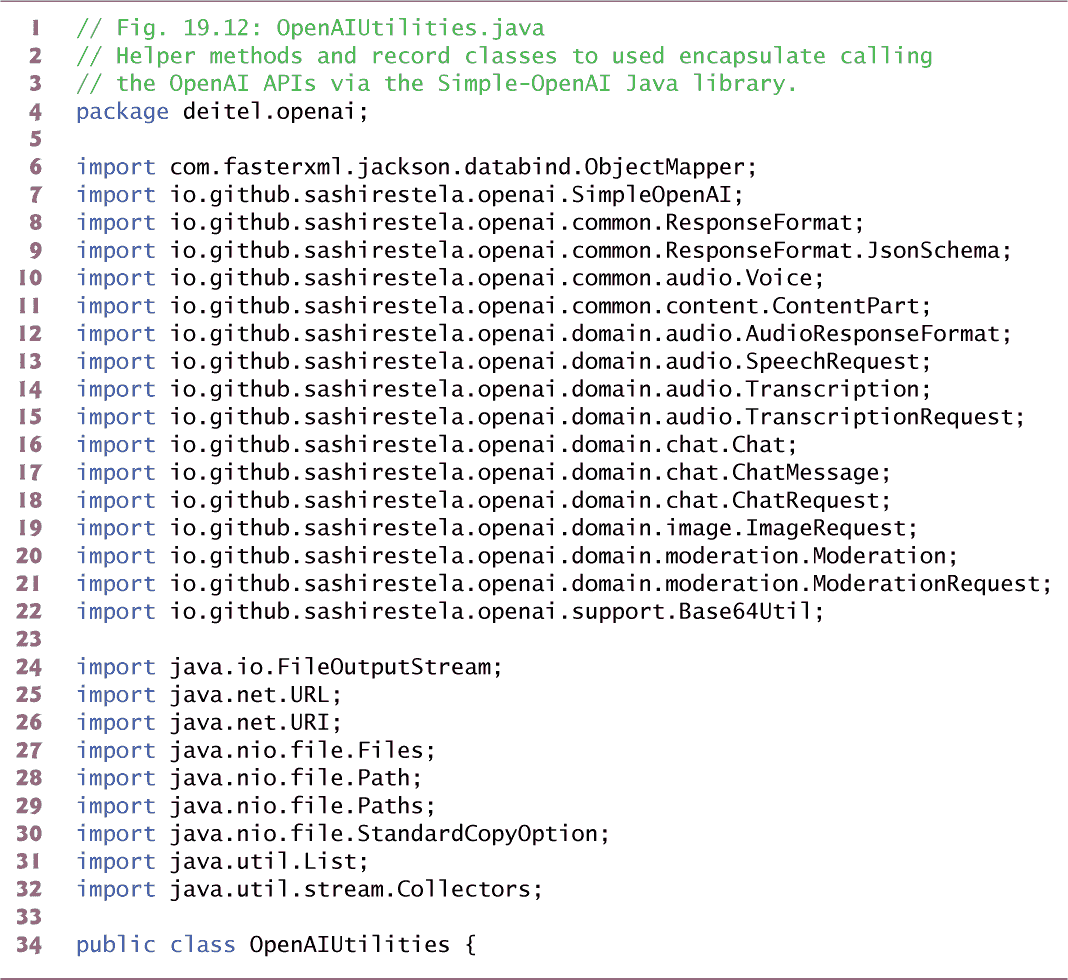 1 // Fig. 19.12: OpenAIUtilities.java
2 // Helper methods and record classes to used encapsulate calling
3 // the OpenAI APIs via the Simple-OpenAI Java library.
4 package deitel.openai;
5
6 import com.fasterxml.jackson.databind.ObjectMapper;
7 import io.github.sashirestela.openai.SimpleOpenAI;
8 import io.github.sashirestela.openai.common.ResponseFormat;
9 import io.github.sashirestela.openai.common.ResponseFormat.JsonSchema;
10 import io.github.sashirestela.openai.common.audio.Voice;
11 import io.github.sashirestela.openai.common.content.ContentPart;
12 import io.github.sashirestela.openai.domain.audio.AudioResponseFormat;
13 import io.github.sashirestela.openai.domain.audio.SpeechRequest;
14 import io.github.sashirestela.openai.domain.audio.Transcription;
15 import io.github.sashirestela.openai.domain.audio.TranscriptionRequest;
16 import io.github.sashirestela.openai.domain.chat.Chat;
17 import io.github.sashirestela.openai.domain.chat.ChatMessage;
18 import io.github.sashirestela.openai.domain.chat.ChatRequest;
19 import io.github.sashirestela.openai.domain.image.ImageRequest;
20 import io.github.sashirestela.openai.domain.moderation.Moderation;
21 import io.github.sashirestela.openai.domain.moderation.ModerationRequest;
22 import io.github.sashirestela.openai.support.Base64Util;
23
24 import java.io.FileOutputStream;
25 import java.net.URL;
26 import java.net.URI;
27 import java.nio.file.Files;
28 import java.nio.file.Path;
29 import java.nio.file.Paths;
30 import java.nio.file.StandardCopyOption;
31 import java.util.List;
32 import java.util.stream.Collectors;
33
34 public class OpenAIUtilities {